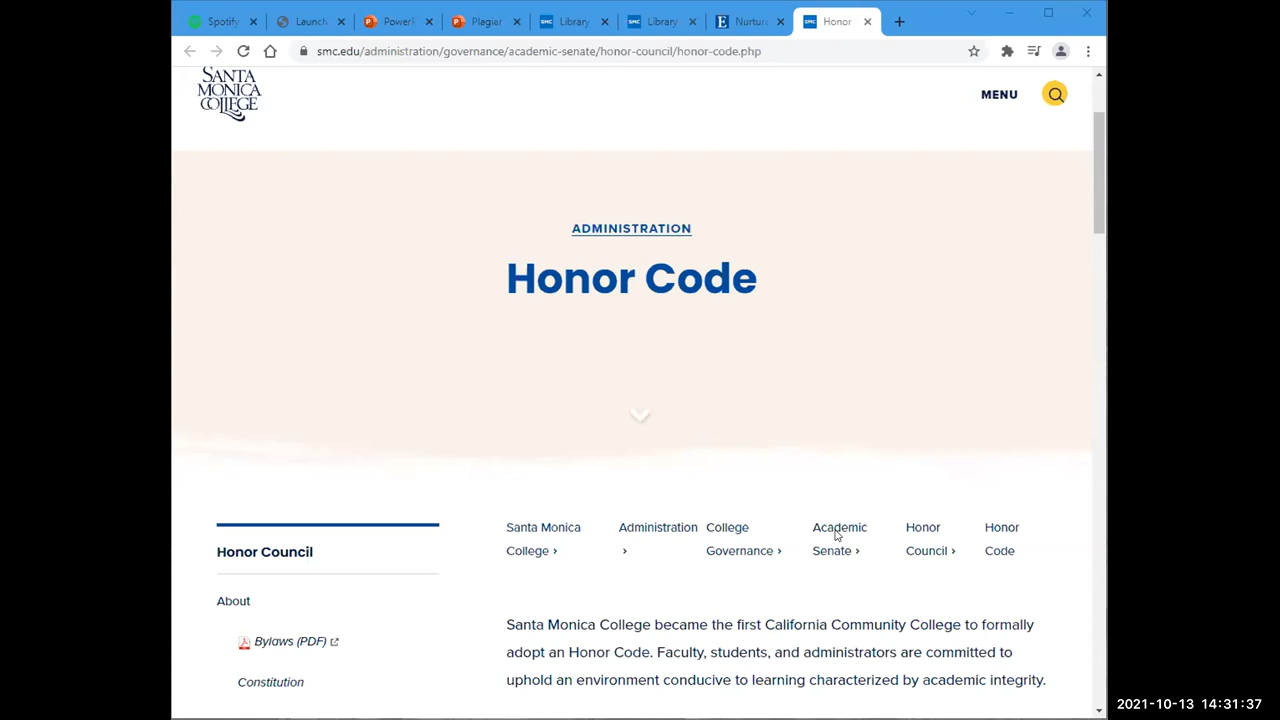 Spotify
Launch
PowerP
Plagiar
SMC Library
SMC Library
E Nurtur
SMC Honor
smc.edu/administration/governance/academic-senate/honor-council/honor-code.php
SANTA
MONICA
COLLEGE
MENU
ADMINISTRATION
Honor Code
Santa Monica College ›
Administration ›
College Governance ›
Academic Senate ›
Honor Council ›
Honor Code
Honor Council
About
Bylaws (PDF)
Constitution
Santa Monica College became the first California Community College to formally
adopt an Honor Code. Faculty, students, and administrators are committed to
uphold an environment conducive to learning characterized by academic integrity.
2021-10-13 14:31:37